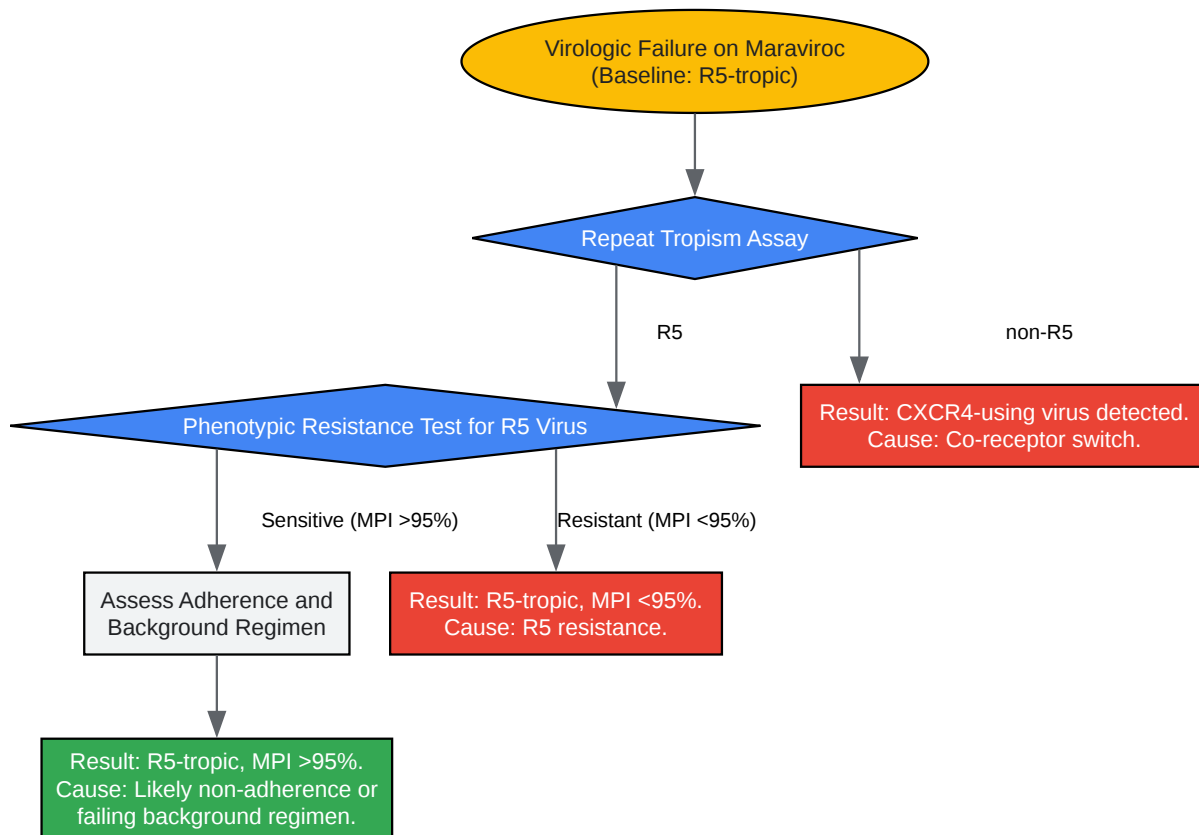 Virologic Failure on Maraviroc
(Baseline: R5-tropic)
Repeat Tropism Assay
R5
non-R5
Phenotypic Resistance Test for R5 Virus
Result: CXCR4-using virus detected.
Cause: Co-receptor switch.
Sensitive (MPI >95%)
Resistant (MPI <95%)
Assess Adherence and
Background Regimen
Result: R5-tropic, MPI <95%.
Cause: R5 resistance.
Result: R5-tropic, MPI >95%.
Cause: Likely non-adherence or
failing background regimen.